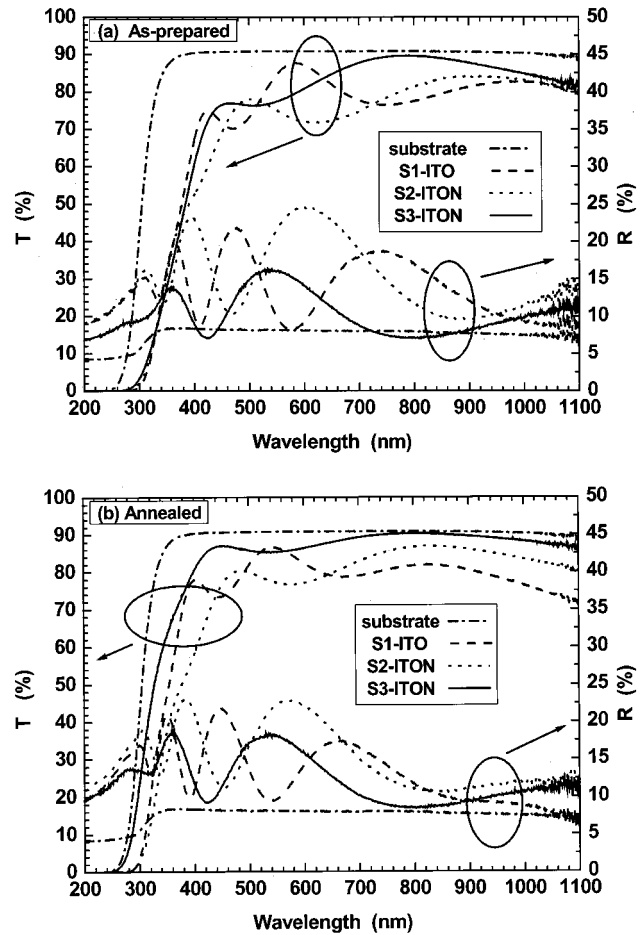 (a) As-prepared
100
90
80
70
60
50
40
30
20
10
0
T (%)
50
45
40
35
30
25
20
15
10
5
0
R (%)
substrate
S1-ITO
S2-ITON
S3-ITON
200 300 400 500 600 700 800 900 1000 1100
Wavelength (nm)
(b) Annealed
100
90
80
70
60
50
40
30
20
10
0
T (%)
50
45
40
35
30
25
20
15
10
5
0
R (%)
substrate
S1-ITO
S2-ITON
S3-ITON
200 300 400 500 600 700 800 900 1000 1100
Wavelength (nm)